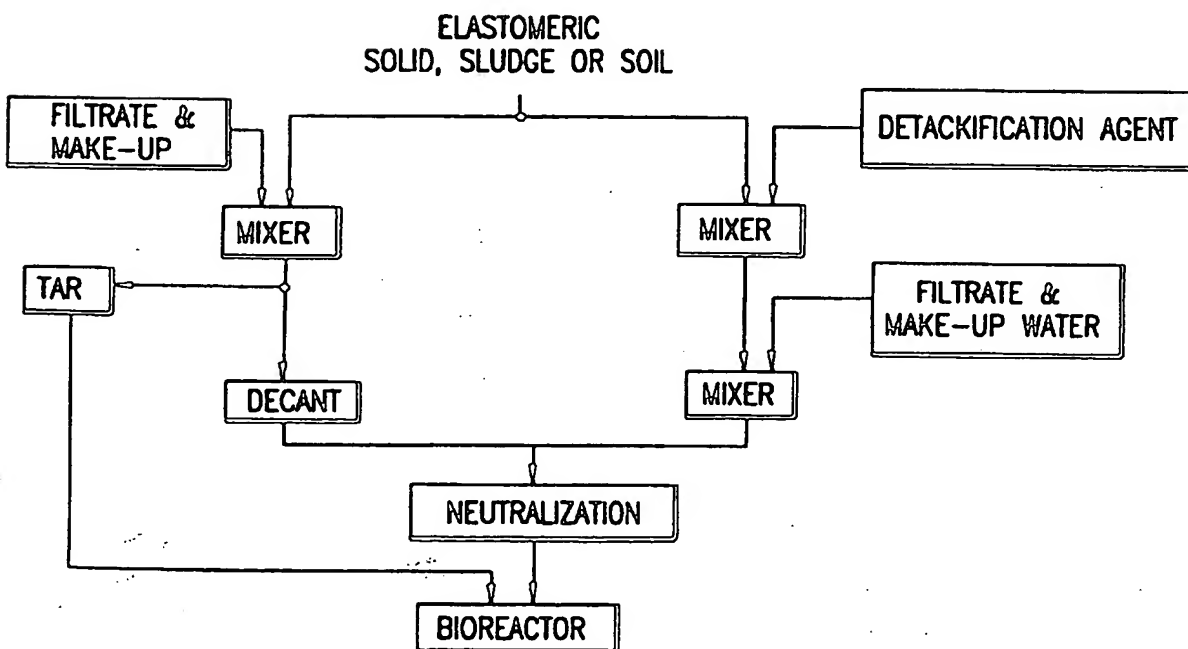 ELASTOMERIC
SOLID, SLUDGE OR SOIL
FILTRATE &
MAKE-UP
DETACKIFICATION AGENT
MIXER
MIXER
TAR
FILTRATE &
MAKE-UP WATER
DECANT
MIXER
NEUTRALIZATION
BIOREACTOR